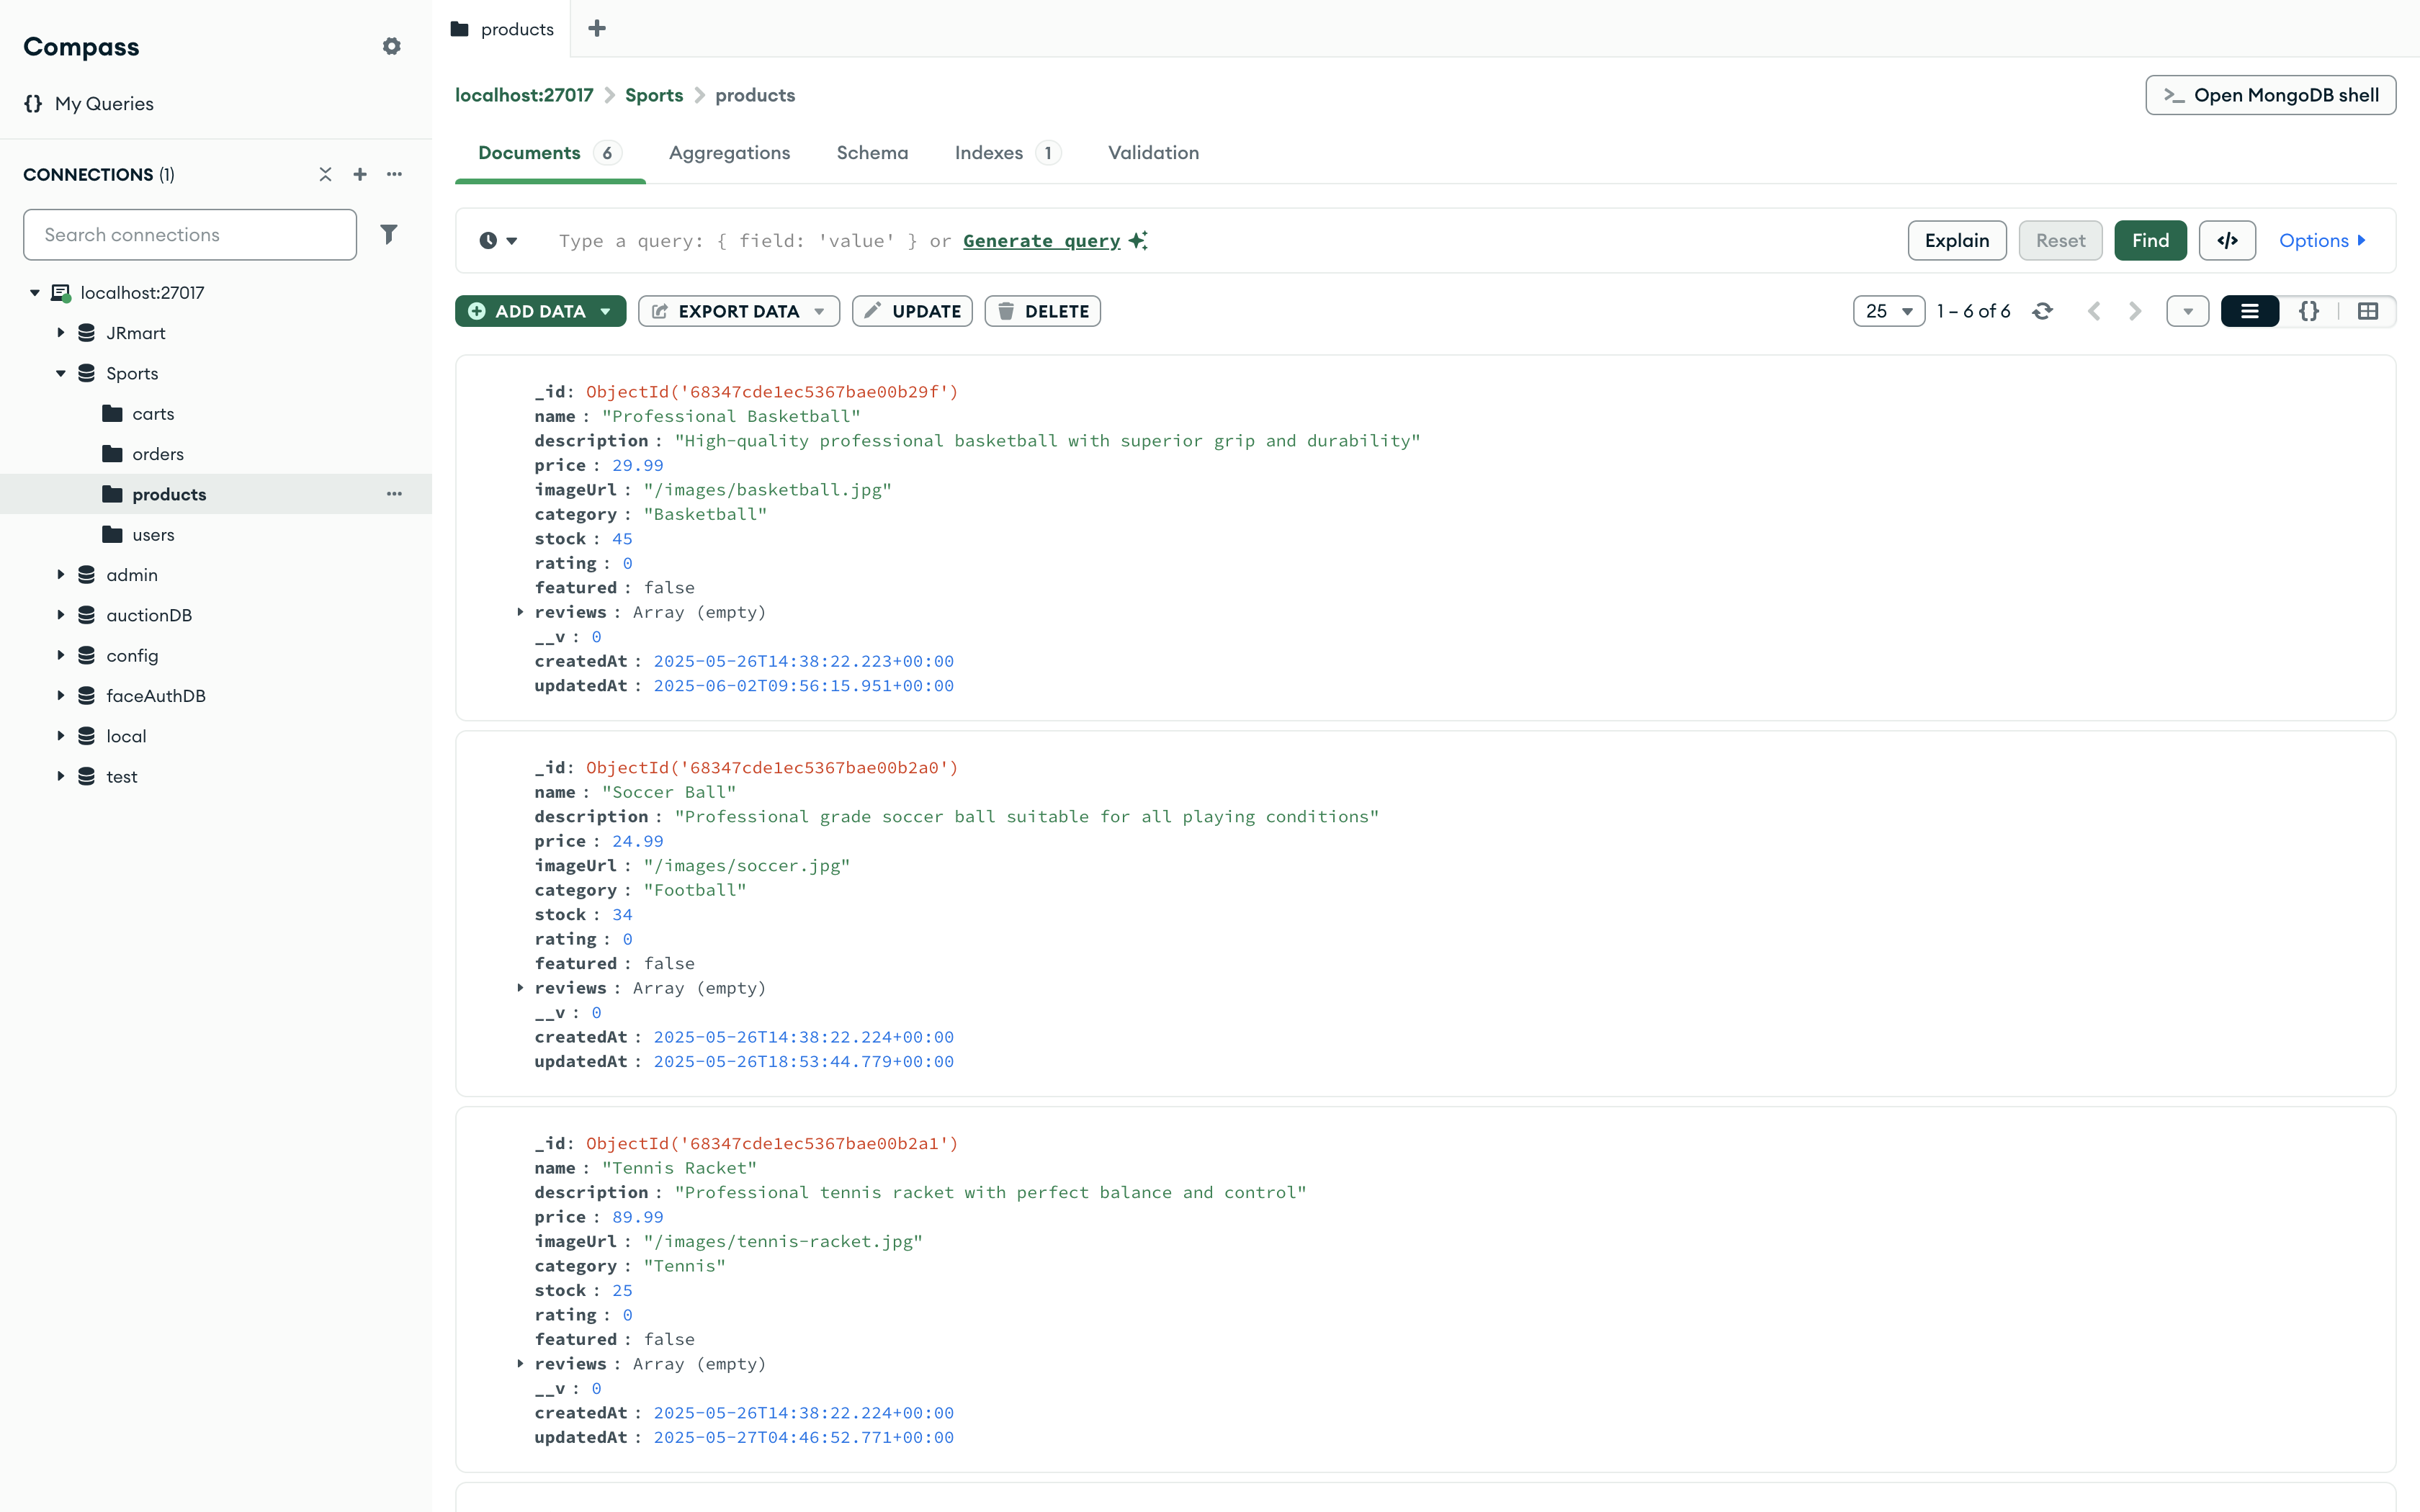 Compass
{} My Queries
CONNECTIONS (1)
Search connections
localhost:27017
JRmart
Sports
carts
orders
products
users
admin
auctionDB
config
faceAuthDB
local
test
products
localhost:27017 > Sports > products
>_ Open MongoDB shell
Documents 6 Aggregations Schema Indexes 1 Validation
Type a query: { field: 'value' } or Generate query
Explain Reset Find </> Options
ADD DATA EXPORT DATA UPDATE DELETE
25 1 – 6 of 6 {}
_id: ObjectId('68347cde1ec5367bae00b29f')
name : "Professional Basketball"
description : "High-quality professional basketball with superior grip and durability"
price : 29.99
imageUrl : "/images/basketball.jpg"
category : "Basketball"
stock : 45
rating : 0
featured : false
reviews : Array (empty)
__v : 0
createdAt : 2025-05-26T14:38:22.223+00:00
updatedAt : 2025-06-02T09:56:15.951+00:00
_id: ObjectId('68347cde1ec5367bae00b2a0')
name : "Soccer Ball"
description : "Professional grade soccer ball suitable for all playing conditions"
price : 24.99
imageUrl : "/images/soccer.jpg"
category : "Football"
stock : 34
rating : 0
featured : false
reviews : Array (empty)
__v : 0
createdAt : 2025-05-26T14:38:22.224+00:00
updatedAt : 2025-05-26T18:53:44.779+00:00
_id: ObjectId('68347cde1ec5367bae00b2a1')
name : "Tennis Racket"
description : "Professional tennis racket with perfect balance and control"
price : 89.99
imageUrl : "/images/tennis-racket.jpg"
category : "Tennis"
stock : 25
rating : 0
featured : false
reviews : Array (empty)
__v : 0
createdAt : 2025-05-26T14:38:22.224+00:00
updatedAt : 2025-05-27T04:46:52.771+00:00